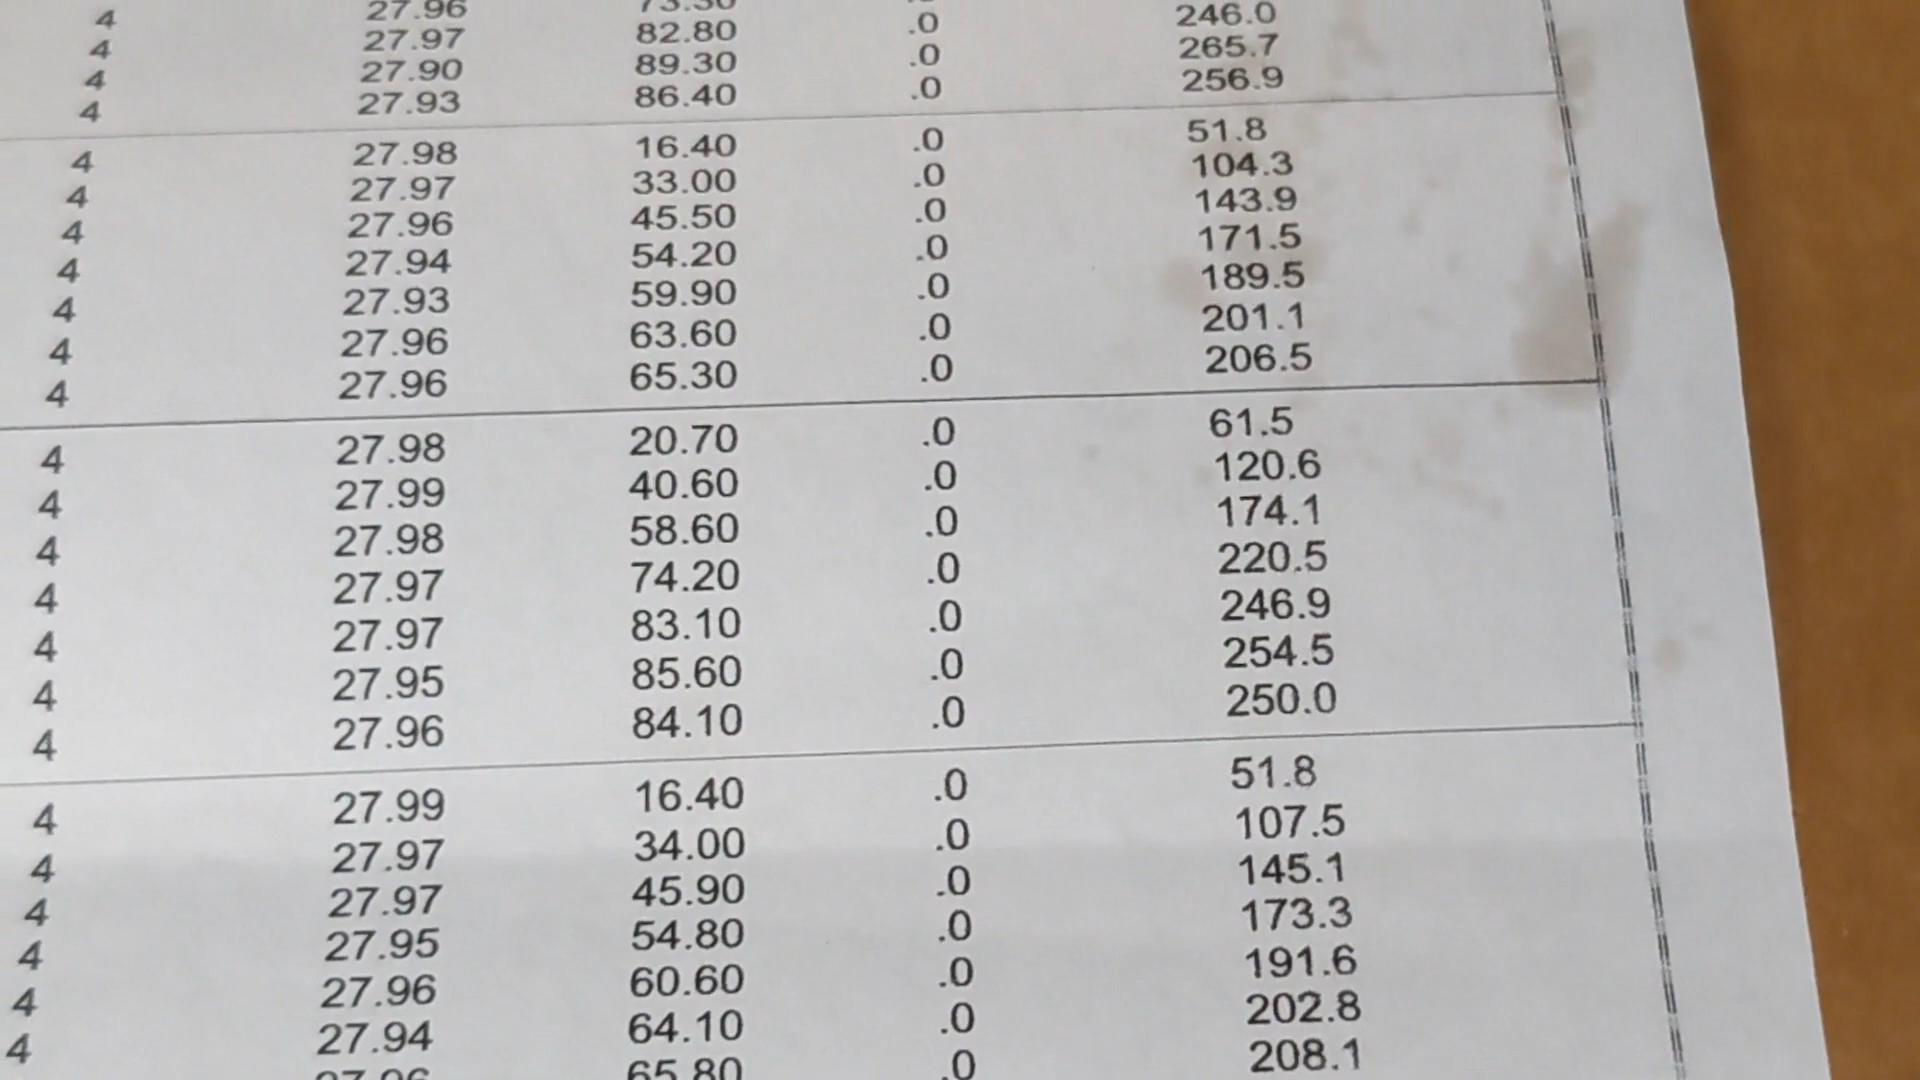 4 27.96
4 27.97 82.80 .0 246.0
4 27.90 89.30 .0 265.7
4 27.93 86.40 .0 256.9
4 27.98 16.40 .0 51.8
4 27.97 33.00 .0 104.3
4 27.96 45.50 .0 143.9
4 27.94 54.20 .0 171.5
4 27.93 59.90 .0 189.5
4 27.96 63.60 .0 201.1
4 27.96 65.30 .0 206.5
4 27.98 20.70 .0 61.5
4 27.99 40.60 .0 120.6
4 27.98 58.60 .0 174.1
4 27.97 74.20 .0 220.5
4 27.97 83.10 .0 246.9
4 27.95 85.60 .0 254.5
4 27.96 84.10 .0 250.0
4 27.99 16.40 .0 51.8
4 27.97 34.00 .0 107.5
4 27.97 45.90 .0 145.1
4 27.95 54.80 .0 173.3
4 27.96 60.60 .0 191.6
4 27.94 64.10 .0 202.8
65.80 .0 208.1